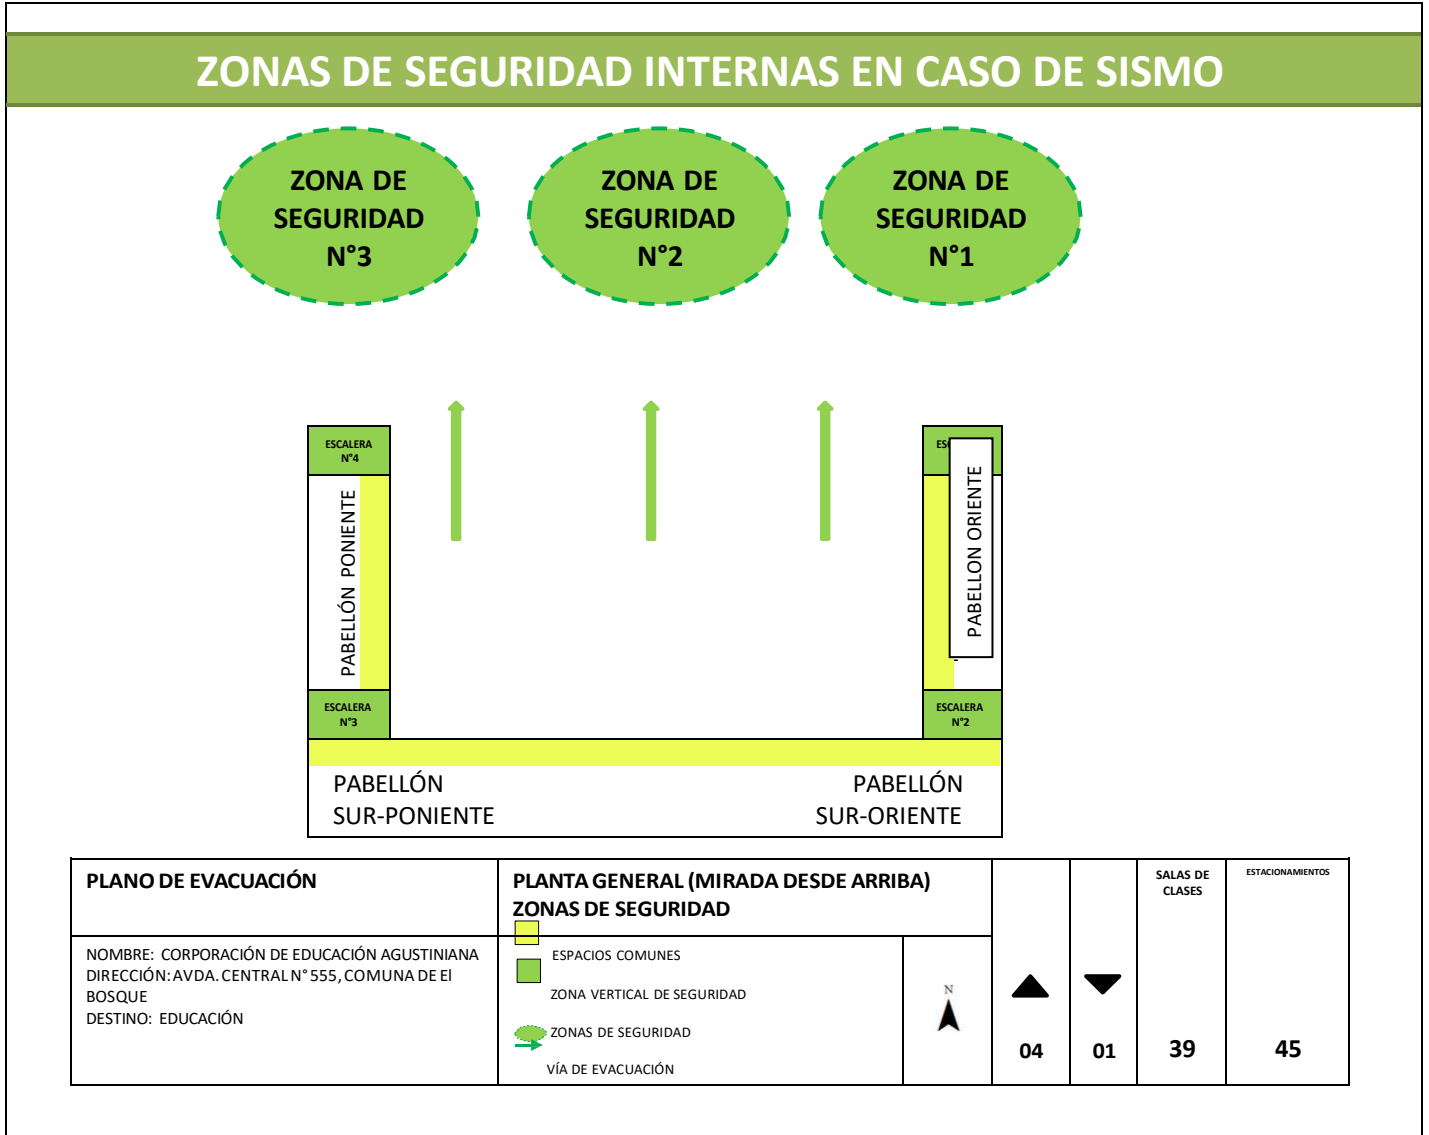 ZONAS DE SEGURIDAD INTERNAS EN CASO DE SISMO
ZONA DE
SEGURIDAD
N°3
ZONA DE
SEGURIDAD
N°2
ZONA DE
SEGURIDAD
N°1
ESCALERA
N°4
PABELLÓN PONIENTE
PABELLON ORIENTE
ESCALERA
N°3
ESCALERA
N°2
PABELLÓN
SUR-PONIENTE
PABELLÓN
SUR-ORIENTE
PLANO DE EVACUACIÓN
NOMBRE: CORPORACIÓN DE EDUCACIÓN AGUSTINIANA
DIRECCIÓN: AVDA. CENTRAL N° 555, COMUNA DE El
BOSQUE
DESTINO: EDUCACIÓN
PLANTA GENERAL (MIRADA DESDE ARRIBA)
ZONAS DE SEGURIDAD
ESPACIOS COMUNES
ZONA VERTICAL DE SEGURIDAD
ZONAS DE SEGURIDAD
VÍA DE EVACUACIÓN
N
04
01
SALAS DE
CLASES
39
ESTACIONAMIENTOS
45